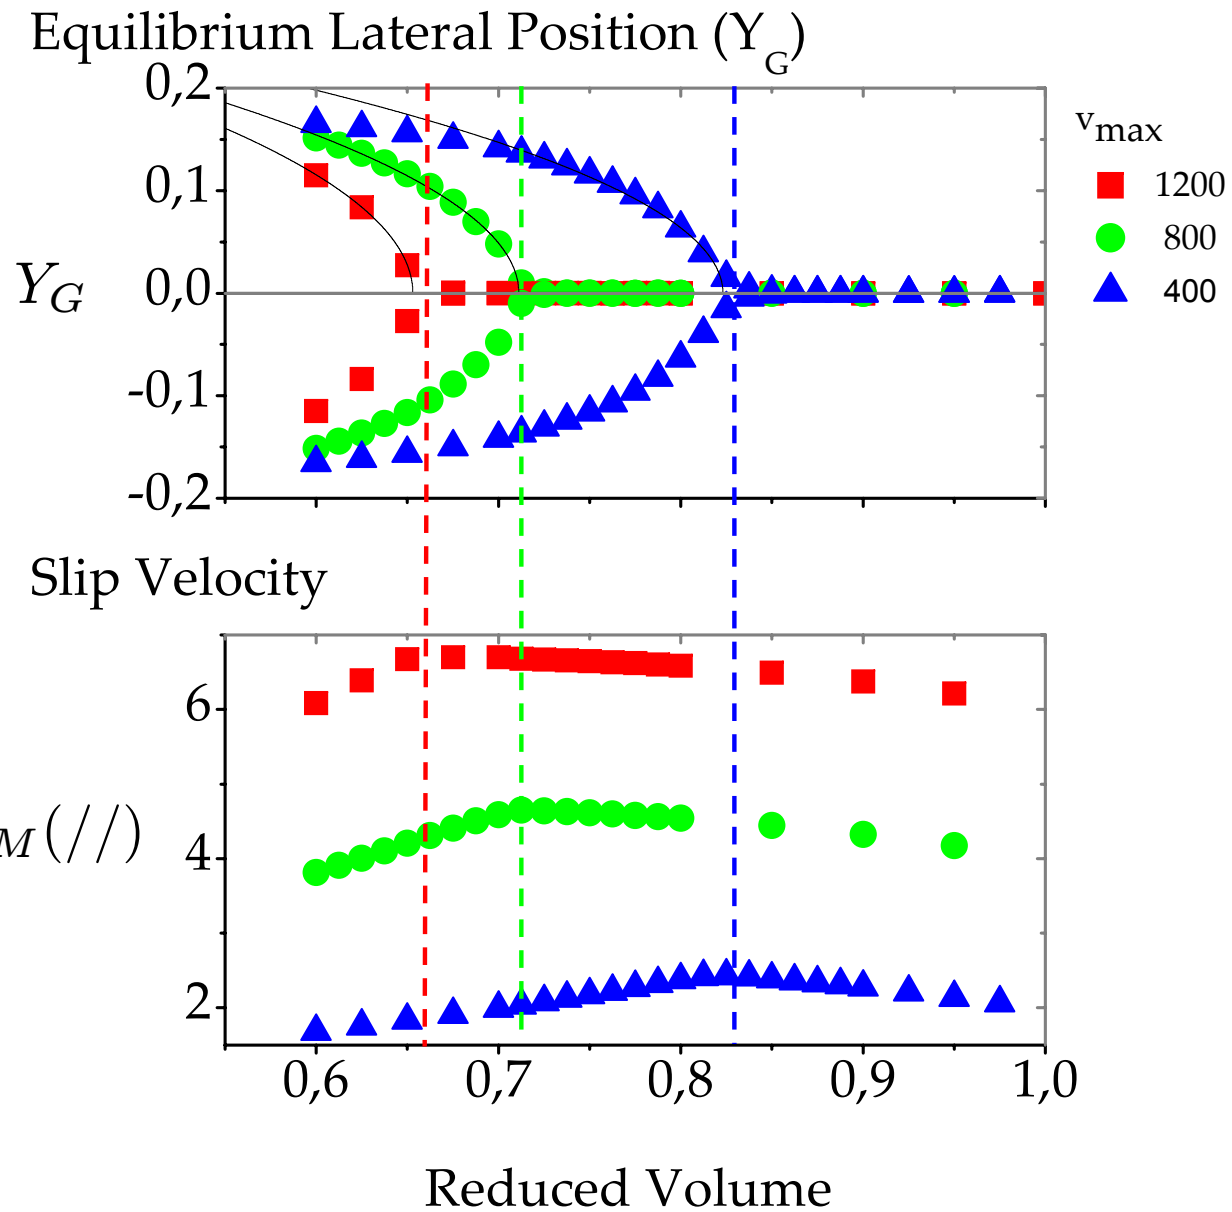 Equilibrium Lateral Position (Y_G)
0,2
0,1
0,0
-0,1
-0,2
Y_G
v_max
1200
800
400
Slip Velocity
6
4
2
M(//)
0,6 0,7 0,8 0,9 1,0
Reduced Volume